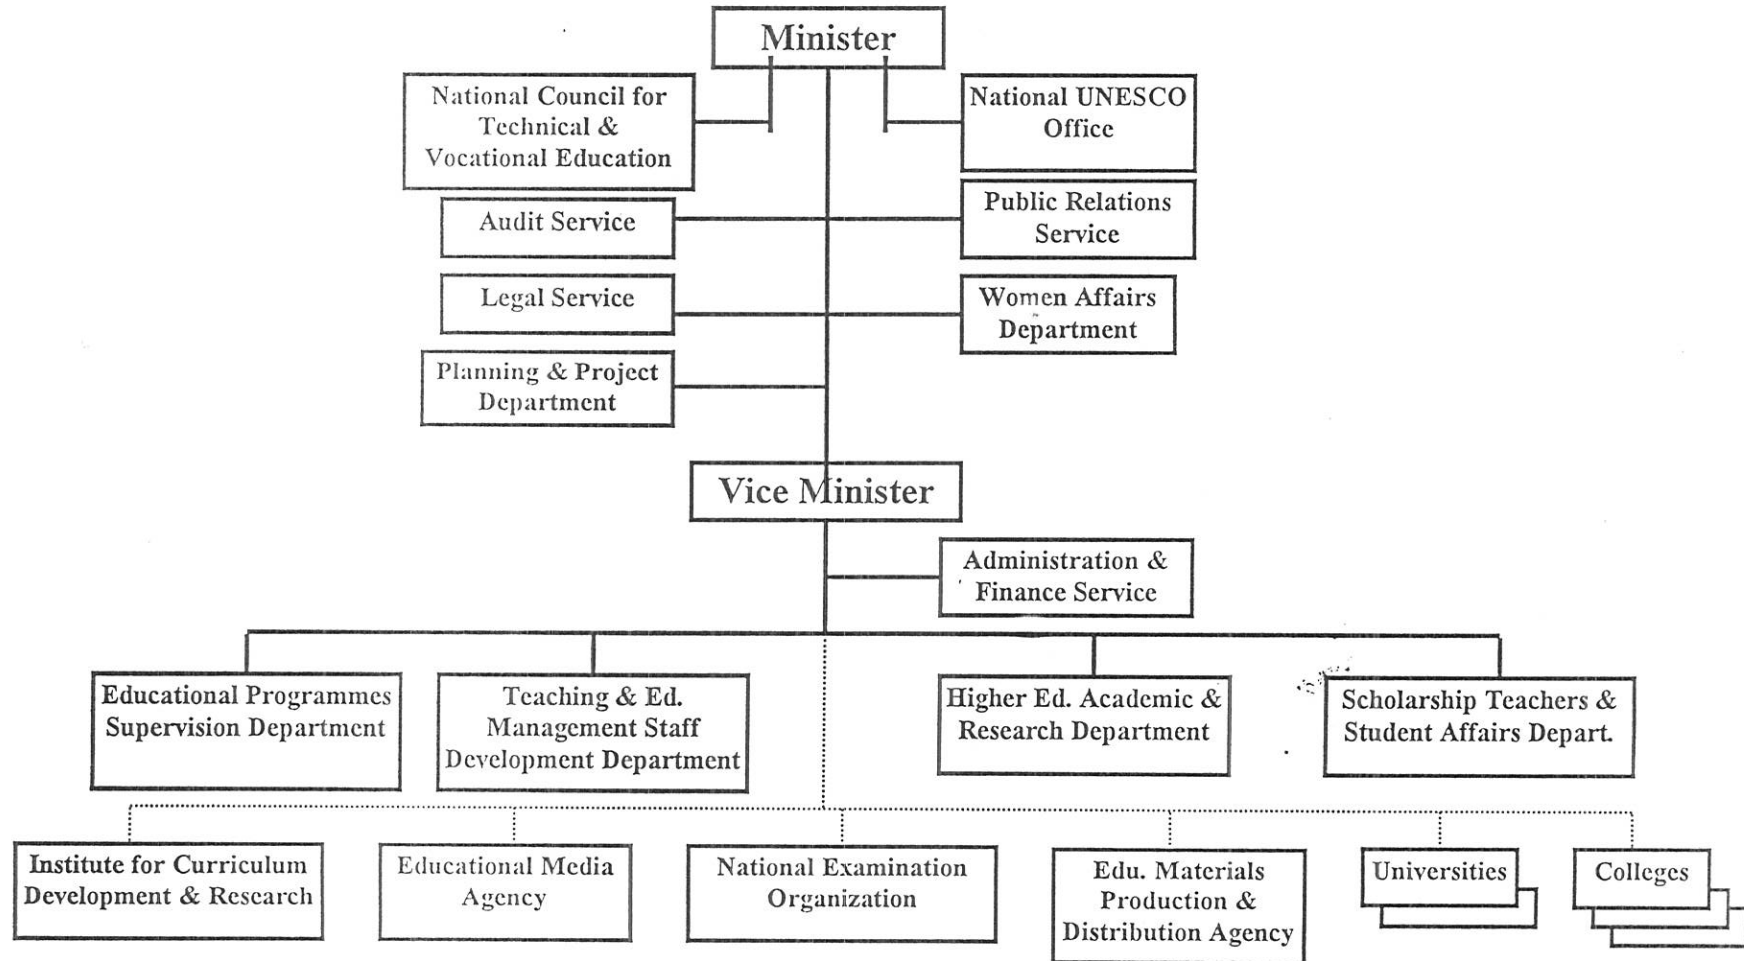 Minister
National Council for
Technical &
Vocational Education
National UNESCO
Office
Audit Service
Public Relations
Service
Legal Service
Women Affairs
Department
Planning & Project
Department
Vice Minister
Administration &
Finance Service
Educational Programmes
Supervision Department
Teaching & Ed.
Management Staff
Development Department
Higher Ed. Academic &
Research Department
Scholarship Teachers &
Student Affairs Depart.
Institute for Curriculum
Development & Research
Educational Media
Agency
National Examination
Organization
Edu. Materials
Production &
Distribution Agency
Universities
Colleges